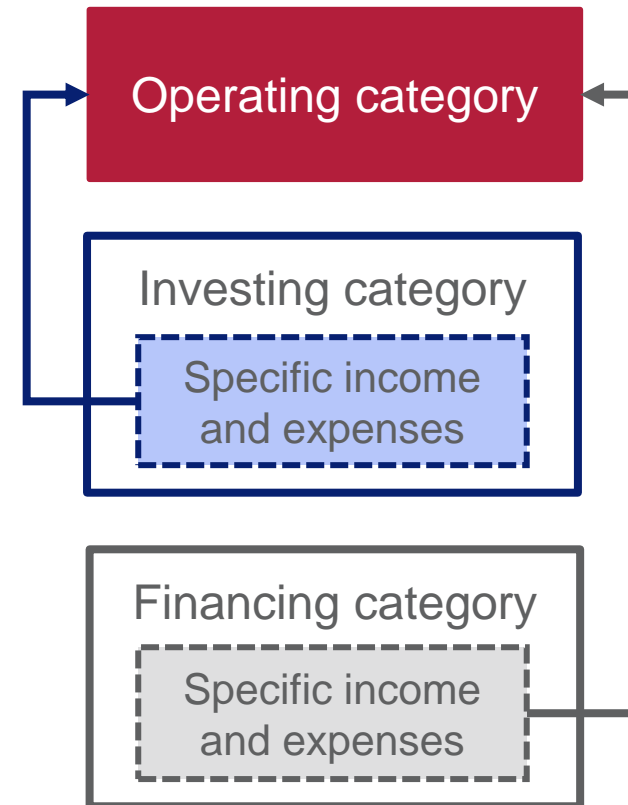 Operating category
Investing category
Specific income
and expenses
Financing category
Specific income
and expenses